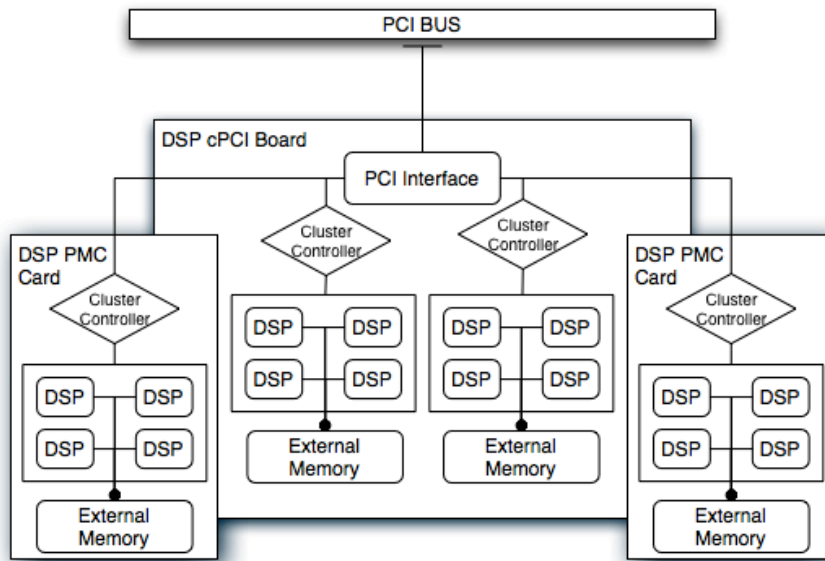 PCI BUS
DSP cPCI Board
PCI Interface
Cluster
Controller
Cluster
Controller
DSP PMC
Card
DSP PMC
Card
Cluster
Controller
Cluster
Controller
DSP DSP
DSP DSP
DSP DSP
DSP DSP
DSP DSP
DSP DSP
DSP DSP
DSP DSP
External
Memory
External
Memory
External
Memory
External
Memory